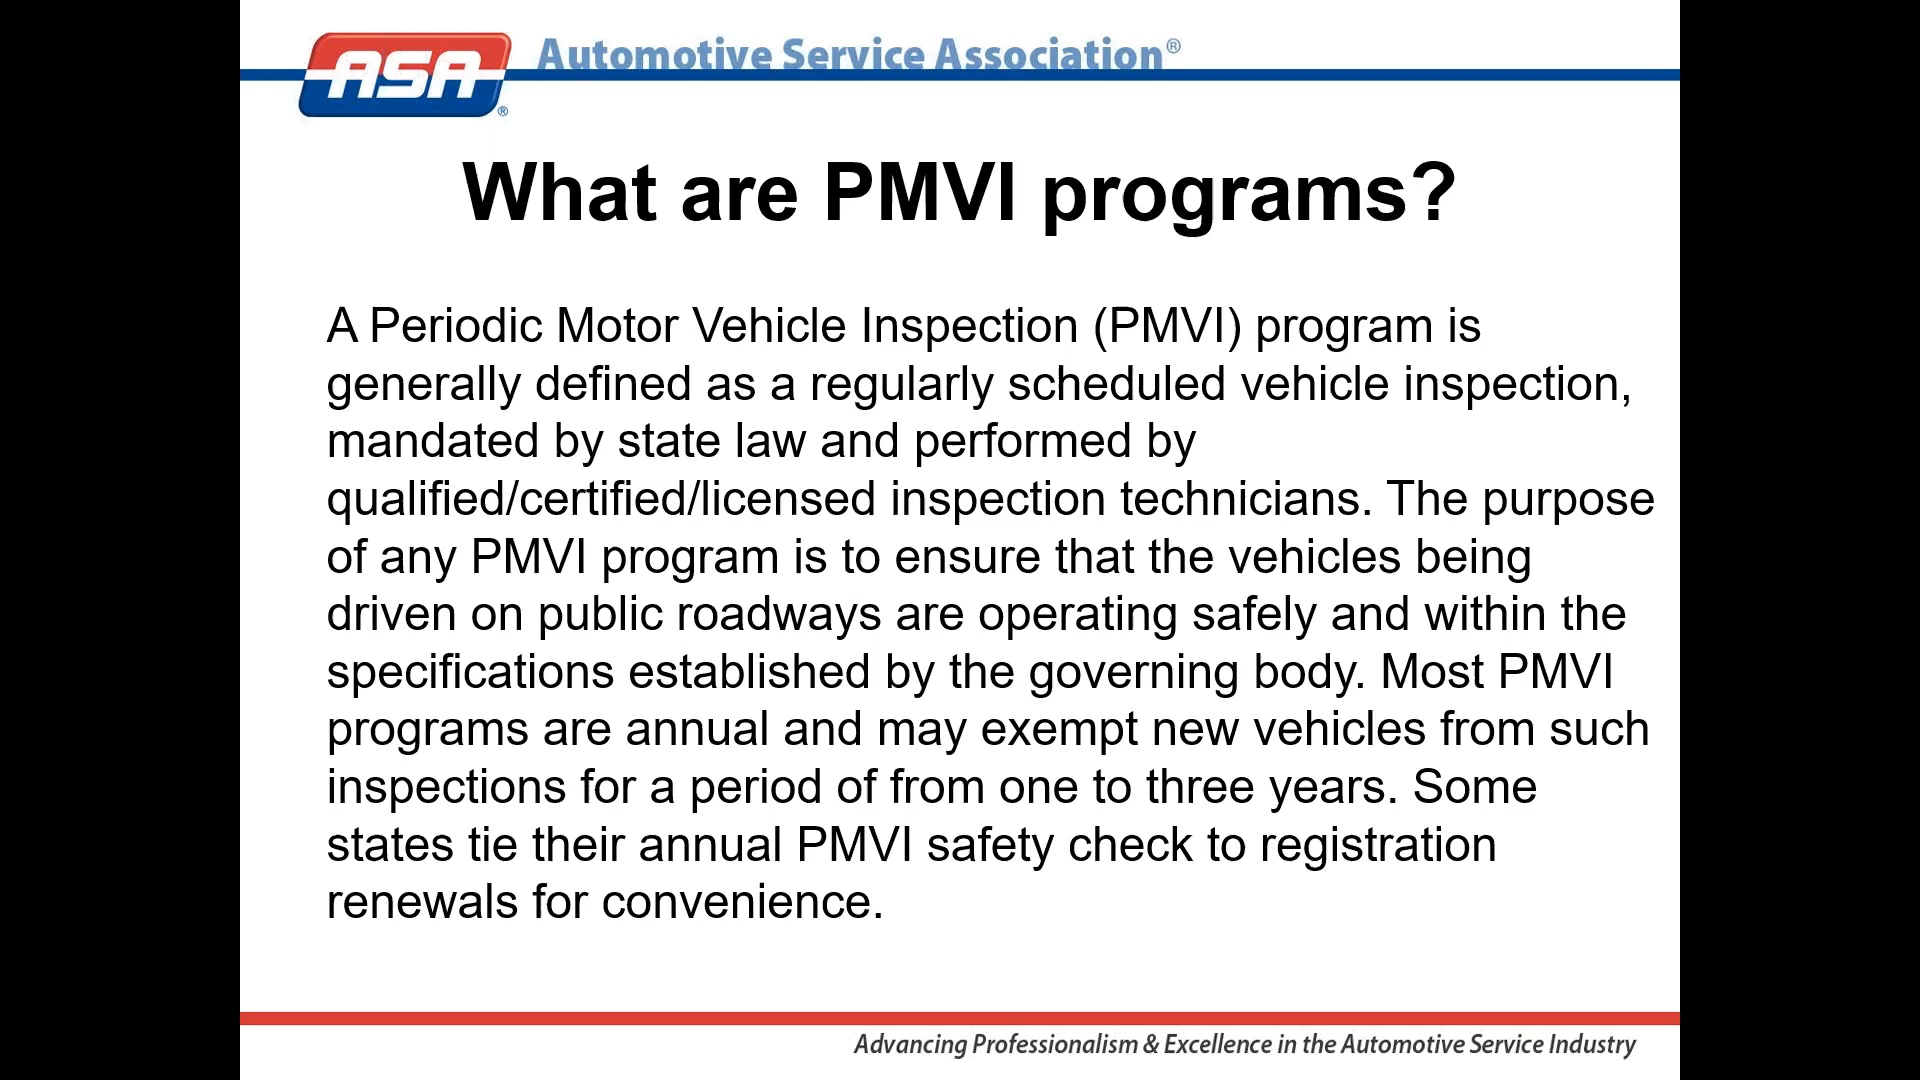 ASA®
Automotive Service Association®
What are PMVI programs?
A Periodic Motor Vehicle Inspection (PMVI) program is
generally defined as a regularly scheduled vehicle inspection,
mandated by state law and performed by
qualified/certified/licensed inspection technicians. The purpose
of any PMVI program is to ensure that the vehicles being
driven on public roadways are operating safely and within the
specifications established by the governing body. Most PMVI
programs are annual and may exempt new vehicles from such
inspections for a period of from one to three years. Some
states tie their annual PMVI safety check to registration
renewals for convenience.
Advancing Professionalism & Excellence in the Automotive Service Industry